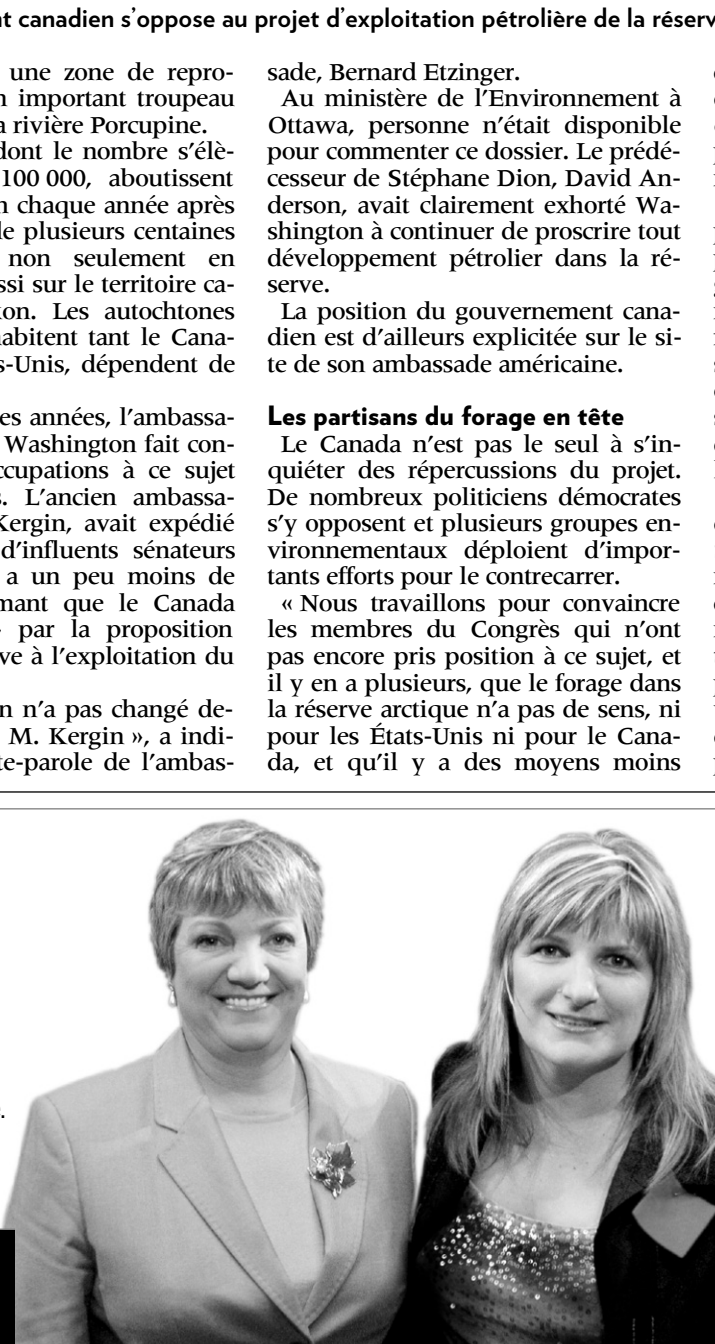 t canadien s’oppose au projet d’exploitation pétrolière de la réserv
une zone de repro-
important troupeau
rivière Porcupine.
dont le nombre s’élè-
100 000, aboutissent
chaque année après
de plusieurs centaines
non seulement en
ssi sur le territoire ca-
on. Les autochtones
habitent tant le Cana-
s-Unis, dépendent de
es années, l’ambassa-
Washington fait con-
ccupations à ce sujet
s. L’ancien ambassa-
Kergin, avait expédié
d’influents sénateurs
a un peu moins de
mant que le Canada
par la proposition
ve à l’exploitation du
n n’a pas changé de-
M. Kergin », a indi-
te-parole de l’ambas-
sade, Bernard Etzinger.
Au ministère de l’Environnement à
Ottawa, personne n’était disponible
pour commenter ce dossier. Le prédé-
cesseur de Stéphane Dion, David An-
derson, avait clairement exhorté Wa-
shington à continuer de proscrire tout
développement pétrolier dans la ré-
serve.
La position du gouvernement cana-
dien est d’ailleurs explicitée sur le si-
te de son ambassade américaine.
Les partisans du forage en tête
Le Canada n’est pas le seul à s’in-
quiéter des répercussions du projet.
De nombreux politiciens démocrates
s’y opposent et plusieurs groupes en-
vironnementaux déploient d’impor-
tants efforts pour le contrecarrer.
« Nous travaillons pour convaincre
les membres du Congrès qui n’ont
pas encore pris position à ce sujet, et
il y en a plusieurs, que le forage dans
la réserve arctique n’a pas de sens, ni
pour les États-Unis ni pour le Cana-
da, et qu’il y a des moyens moins